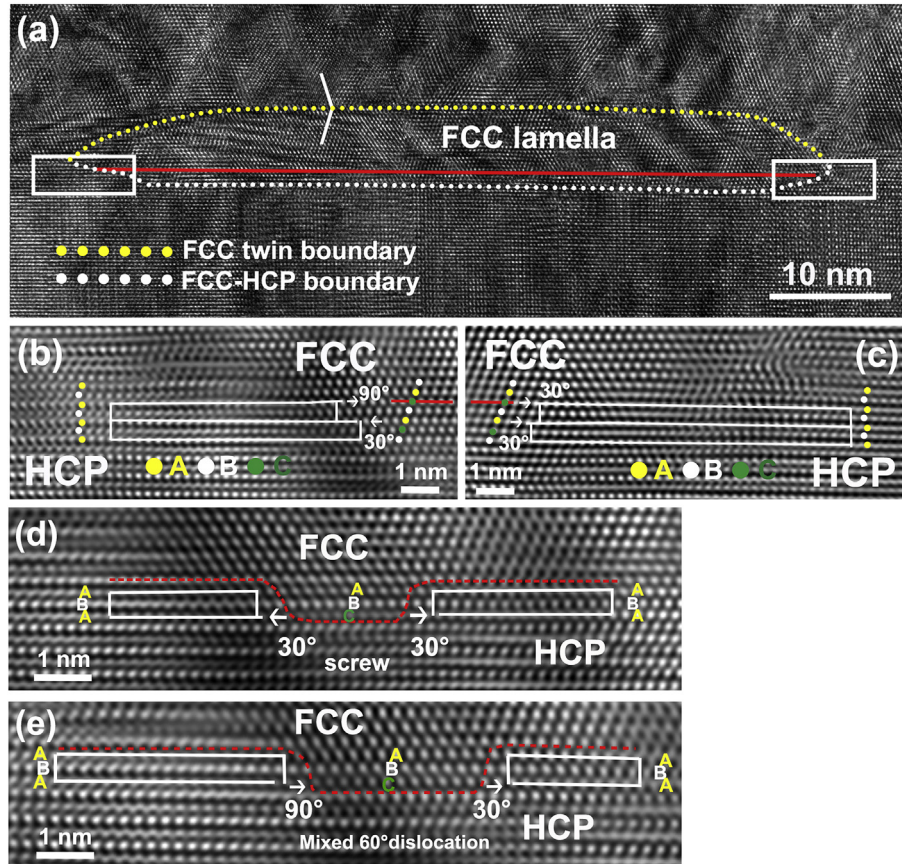 (a)
FCC lamella
FCC twin boundary
FCC-HCP boundary
10 nm
(b)
FCC
90°
30°
HCP
A B C
1 nm
(c)
FCC
30°
30°
1 nm
A B C
HCP
(d)
FCC
A
B
A
A
B
C
A
B
A
30°
30°
screw
HCP
1 nm
(e)
FCC
A
B
A
A
B
C
A
B
A
90°
30°
HCP
Mixed 60°dislocation
1 nm